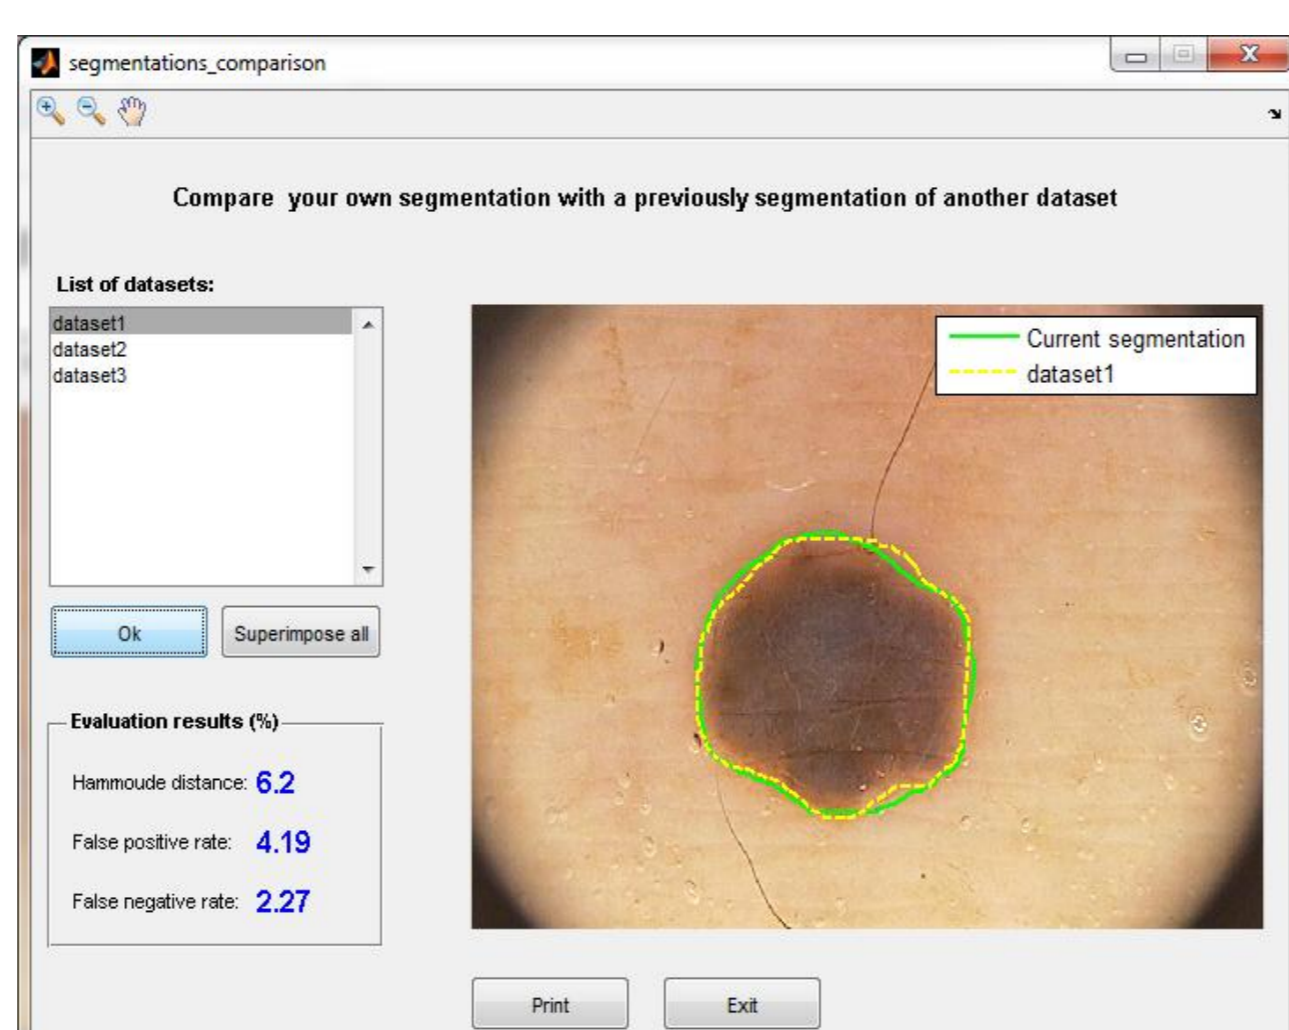 segmentations_comparison
Compare your own segmentation with a previously segmentation of another dataset
List of datasets:
dataset1
dataset2
dataset3
Ok
Superimpose all
Evaluation results (%)
Hammoude distance: 6.2
False positive rate: 4.19
False negative rate: 2.27
Current segmentation
dataset1
Print
Exit